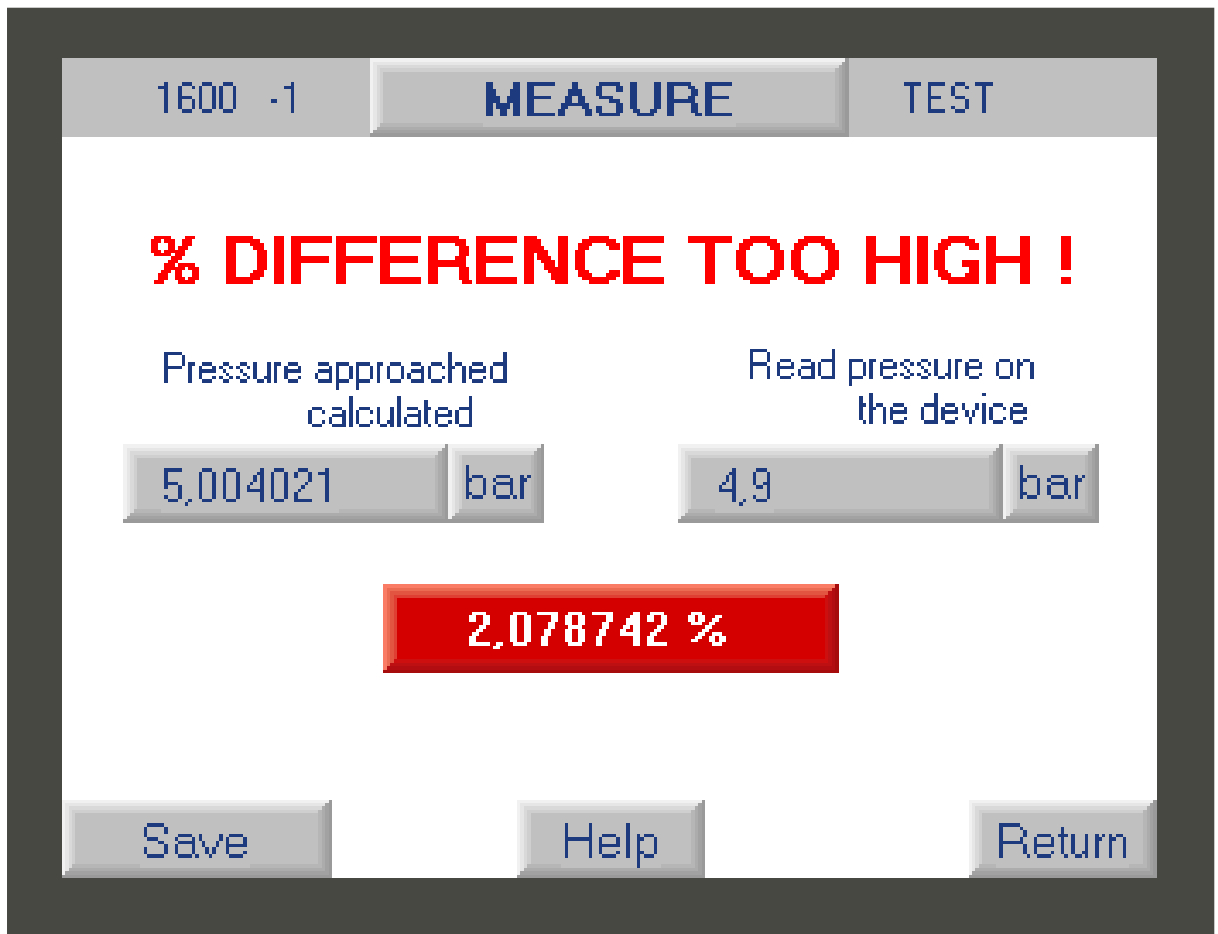 1600 -1 MEASURE TEST
% DIFFERENCE TOO HIGH !
Pressure approached
calculated
Read pressure on
the device
5,004021 bar
4,9 bar
2,078742 %
Save Help Return